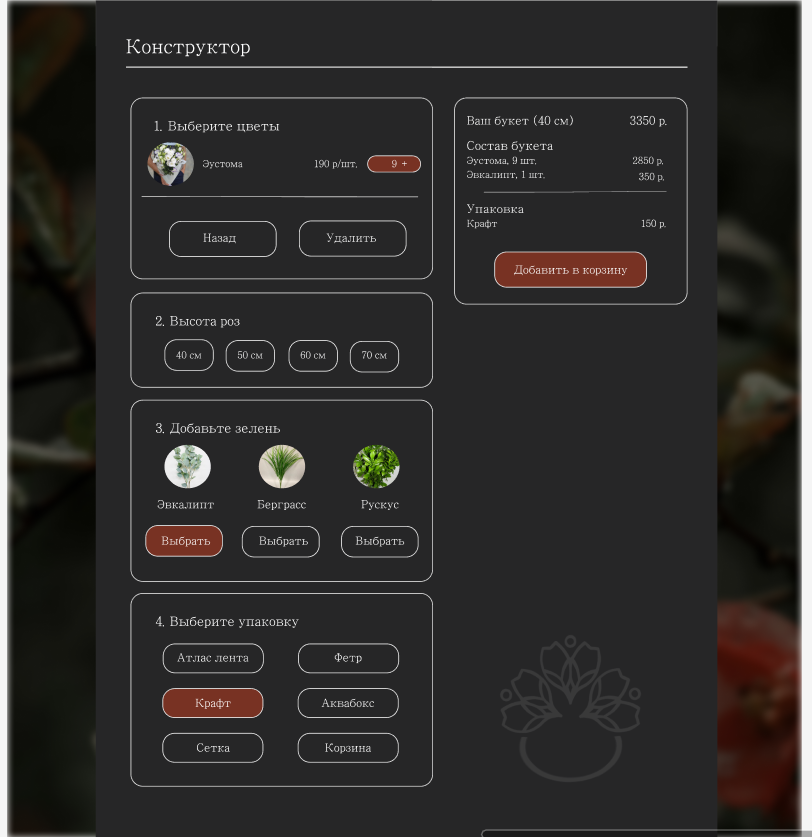 Конструктор
1. Выберите цветы
Эустома 190 р/шт. 9 +
Назад Удалить
2. Высота роз
40 см 50 см 60 см 70 см
3. Добавьте зелень
Эвкалипт Берграсс Рускус
Выбрать Выбрать Выбрать
4. Выберите упаковку
Атлас лента Фетр
Крафт Аквабокс
Сетка Корзина
Ваш букет (40 см) 3350 р.
Состав букета
Эустома, 9 шт. 2850 р.
Эвкалипт, 1 шт. 350 р.
Упаковка
Крафт 150 р.
Добавить в корзину